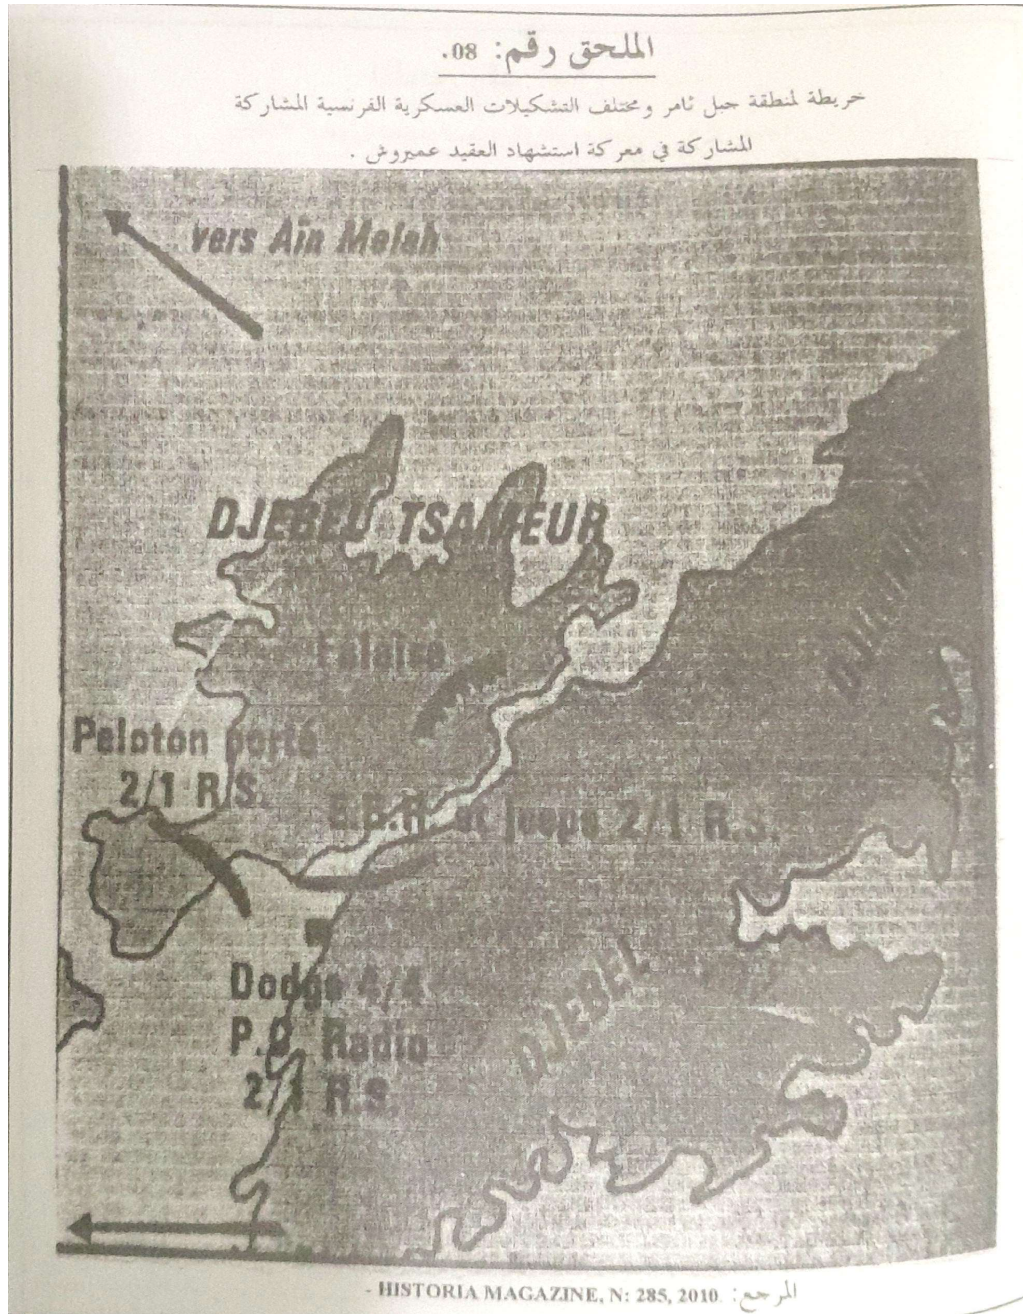 الملحق رقم: 08.
خريطة لمنطقة جبل ثامر ومختلف التشكيلات العسكرية الفرنسية المشاركة
المشاركة في معركة استشهاد العقيد عميروش .
vers Aïn Melah
DJEBEL TSAMEUR
Falaise
Peloton porté
2/1 R.S.
E.B.R. et jeeps 2/1 R.S.
Dodge 4/4
P.C. Radio
2/1 R.S.
DJEBEL
المرجع: .HISTORIA MAGAZINE, N: 285, 2010 -